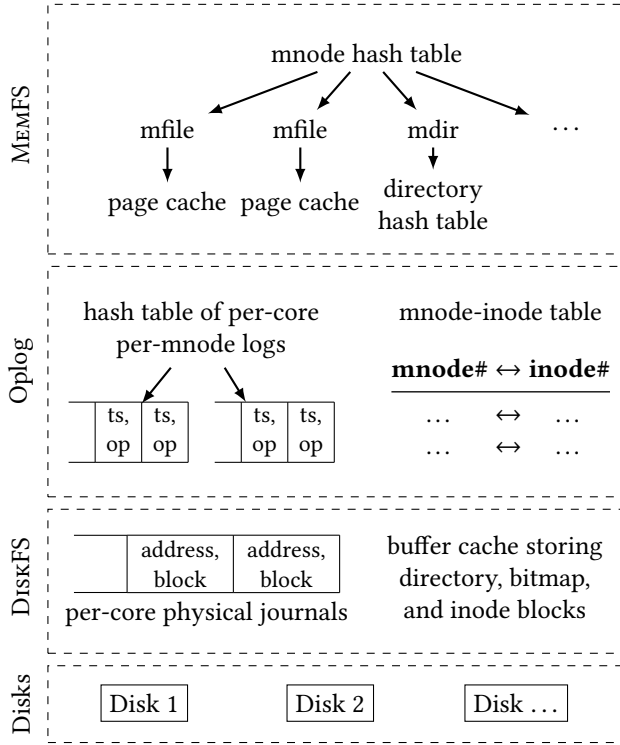 MemFS
mnode hash table
mfile mfile mdir …
page cache page cache directory
hash table
Oplog
hash table of per-core
per-mnode logs
ts, ts, ts, ts,
op op op op
mnode-inode table
mnode# ↔ inode#
… ↔ …
… ↔ …
DiskFS
address, address,
block block
per-core physical journals
buffer cache storing
directory, bitmap,
and inode blocks
Disks
Disk 1 Disk 2 Disk …